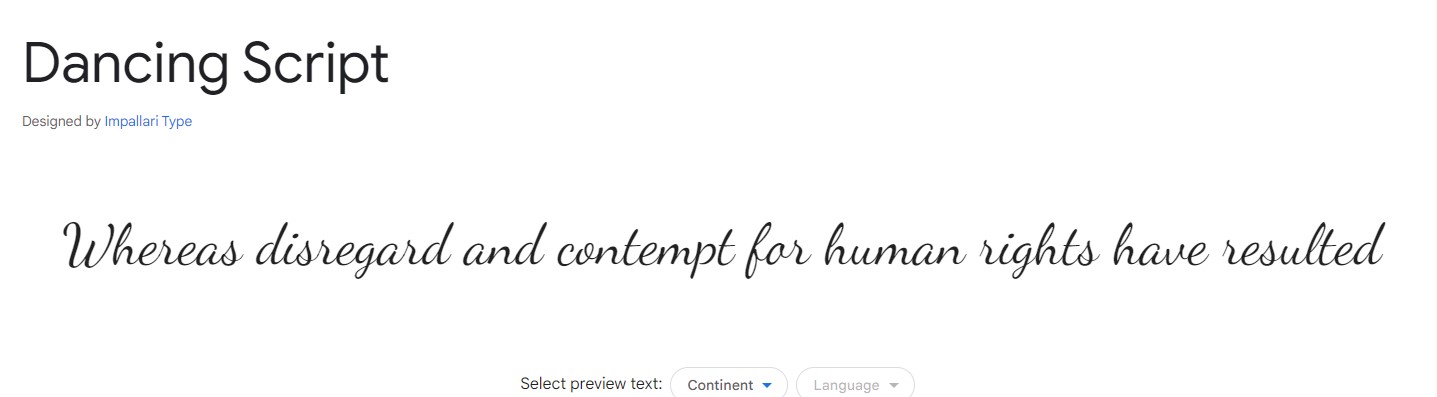 Dancing Script
Designed by Impallari Type
Whereas disregard and contempt for human rights have resulted
Select preview text: Continent Language